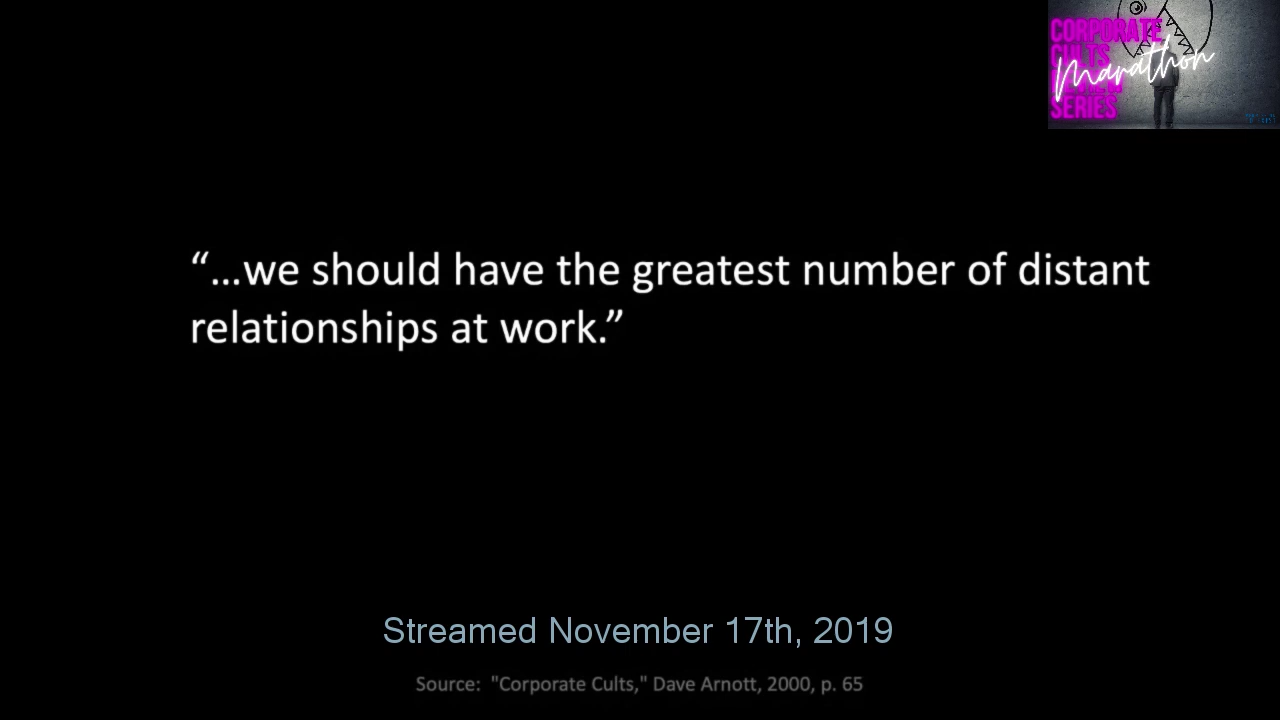 CORPORATE
CULTS
Marathon
SERIES
“...we should have the greatest number of distant
relationships at work.”
Streamed November 17th, 2019
Source: "Corporate Cults," Dave Arnott, 2000, p. 65